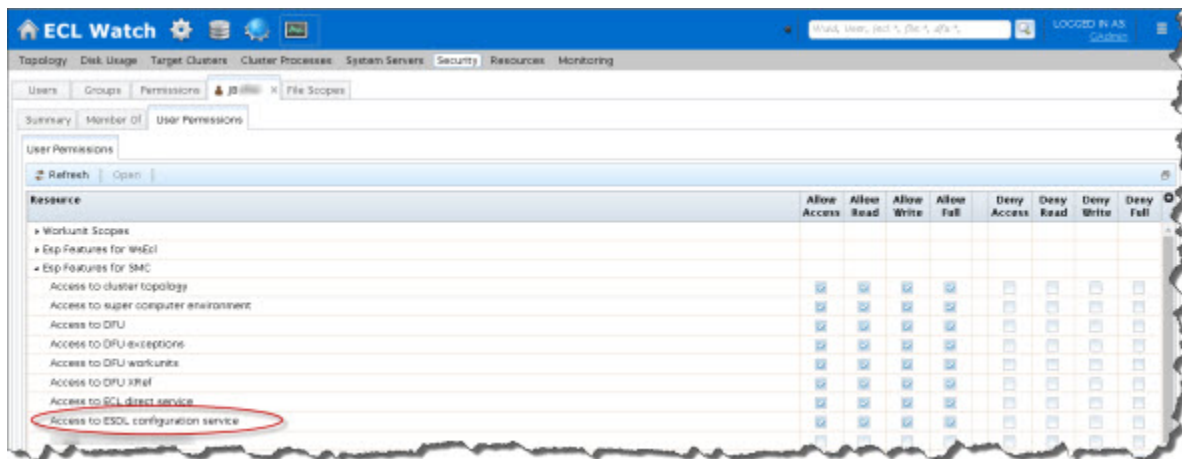 ECL Watch
LOGGED IN AS
Topology Disk Usage Target Clusters Cluster Processes System Servers Security Resources Monitoring
Users Groups Permissions File Scopes
Summary Member Of User Permissions
User Permissions
Refresh Open
Resource Allow Access Allow Read Allow Write Allow Full Deny Access Deny Read Deny Write Deny Full
Workunit Scopes
Esp Features for WsEcl
Esp Features for SMC
Access to cluster topology
Access to super computer environment
Access to DFU
Access to DFU exceptions
Access to DFU workunits
Access to DFU XRef
Access to ECL direct service
Access to ESDL configuration service